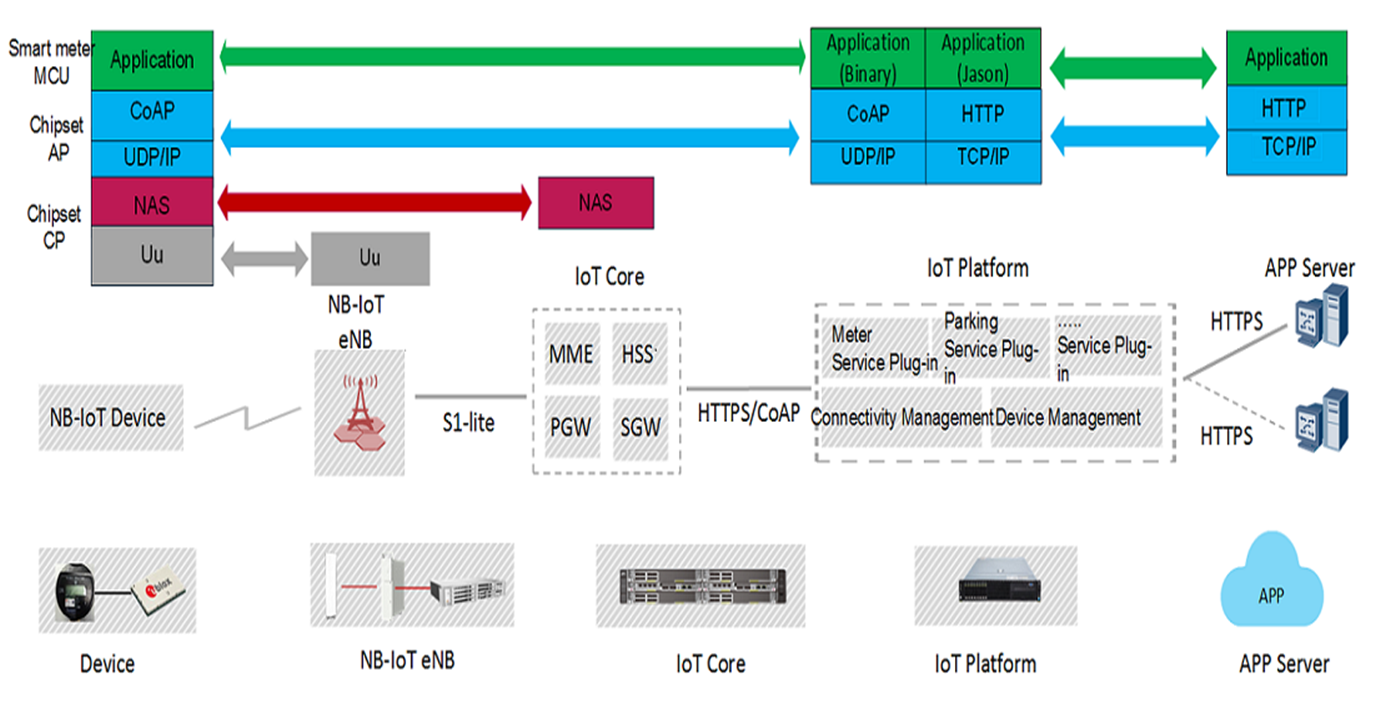 Smart meter
MCU
Application
Application
(Binary)
Application
(Jason)
Application
Chipset
AP
CoAP
CoAP
HTTP
HTTP
UDP/IP
UDP/IP
TCP/IP
TCP/IP
Chipset
CP
NAS
NAS
Uu
Uu
NB-IoT
eNB
IoT Core
IoT Platform
APP Server
NB-IoT Device
S1-lite
MME
HSS
PGW
SGW
HTTPS/CoAP
Meter
Service Plug-in
Parking
Service Plug-
in
.....
Service Plug-
in
Connectivity Management
Device Management
HTTPS
HTTPS
blox
APP
Device
NB-IoT eNB
IoT Core
IoT Platform
APP Server